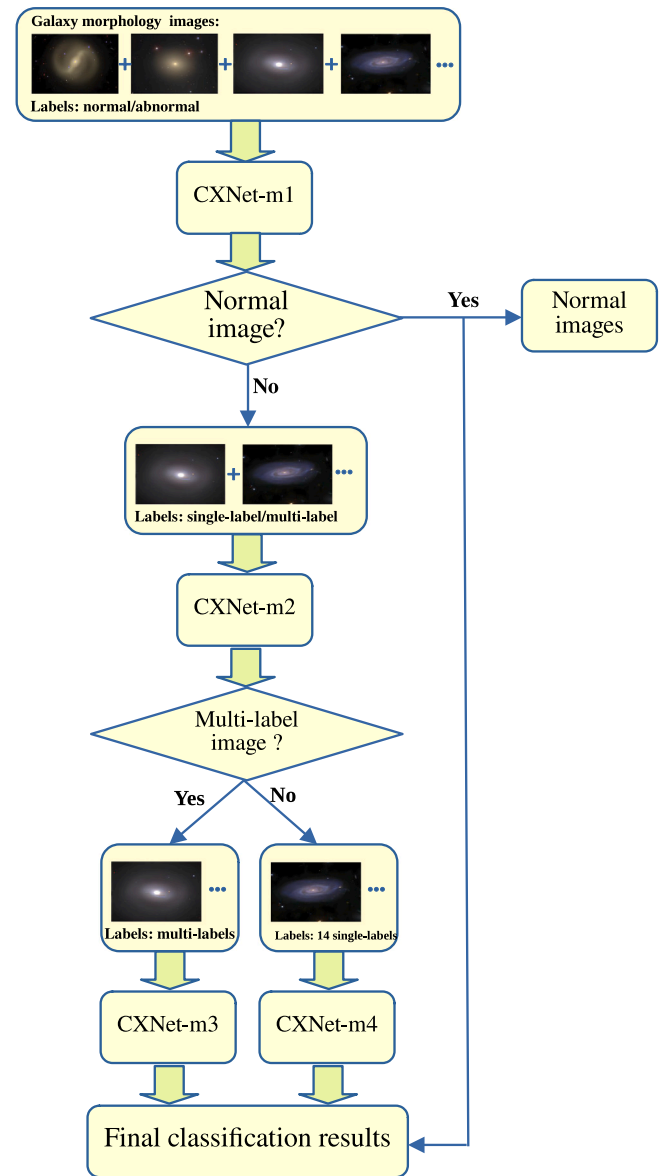 Galaxy morphology images:
+ + + •••
Labels: normal/abnormal
CXNet-m1
Normal
image?
Yes
Normal
images
No
+ •••
Labels: single-label/multi-label
CXNet-m2
Multi-label
image ?
Yes
No
•••
Labels: multi-labels
•••
Labels: 14 single-labels
CXNet-m3
CXNet-m4
Final classification results